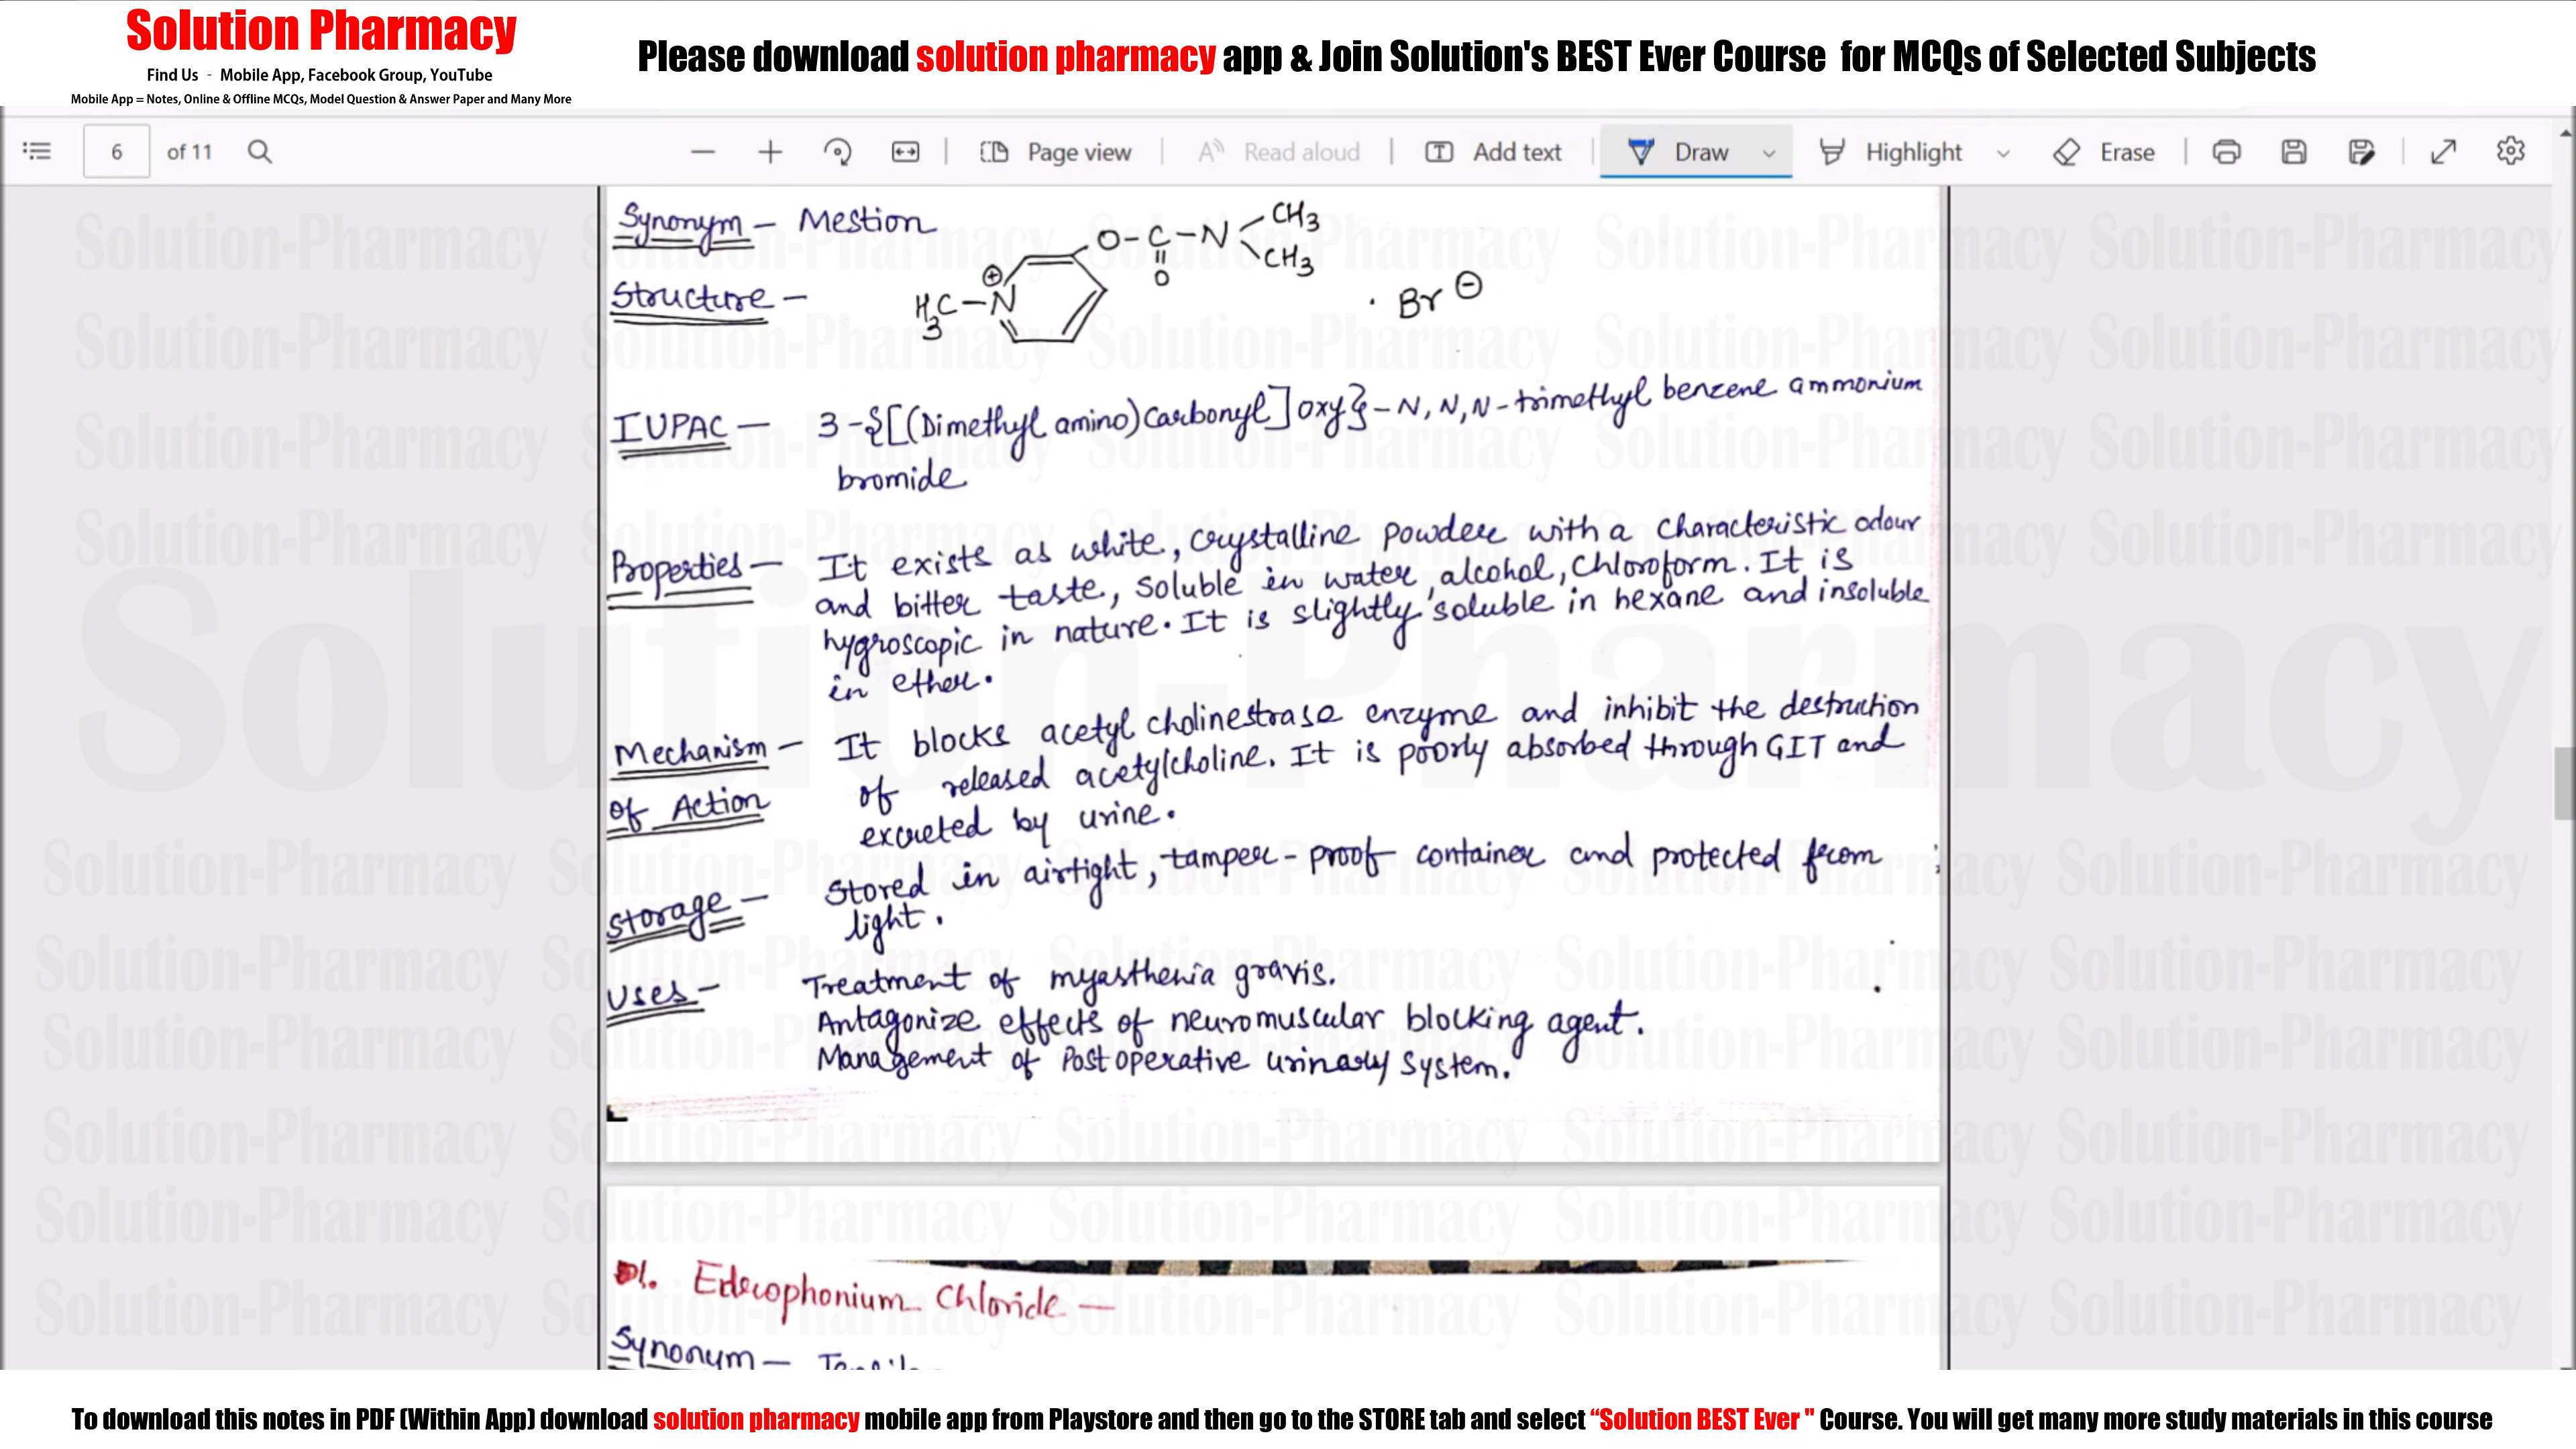 Solution Pharmacy
Find Us - Mobile App, Facebook Group, YouTube
Mobile App = Notes, Online & Offline MCQs, Model Question & Answer Paper and Many More
Please download solution pharmacy app & Join Solution's BEST Ever Course for MCQs of Selected Subjects
6 of 11 Page view Read aloud Add text Draw Highlight Erase
Synonym - Mestion
Structure -
H3C-N ⊕ O-C-N CH3
O CH3
. Br ⊖
IUPAC - 3-{[(Dimethyl amino)Carbonyl]oxy}-N,N,N-trimethyl benzene ammonium
bromide
Properties - It exists as white, crystalline powder with a characteristic odour
and bitter taste, soluble in water, alcohol, chloroform. It is
hygroscopic in nature. It is slightly soluble in hexane and insoluble
in ether.
Mechanism of Action - It blocks acetyl cholinestrase enzyme and inhibit the destruction
of released acetylcholine. It is poorly absorbed through GIT and
excreted by urine.
Storage - Stored in airtight, tamper-proof container and protected from
light.
Uses - Treatment of myasthenia gravis.
Antagonize effects of neuromuscular blocking agent.
Management of Postoperative urinary system.
Edrophonium Chloride -
Synonym -
To download this notes in PDF (Within App) download solution pharmacy mobile app from Playstore and then go to the STORE tab and select “Solution BEST Ever " Course. You will get many more study materials in this course
Solution-Pharmacy